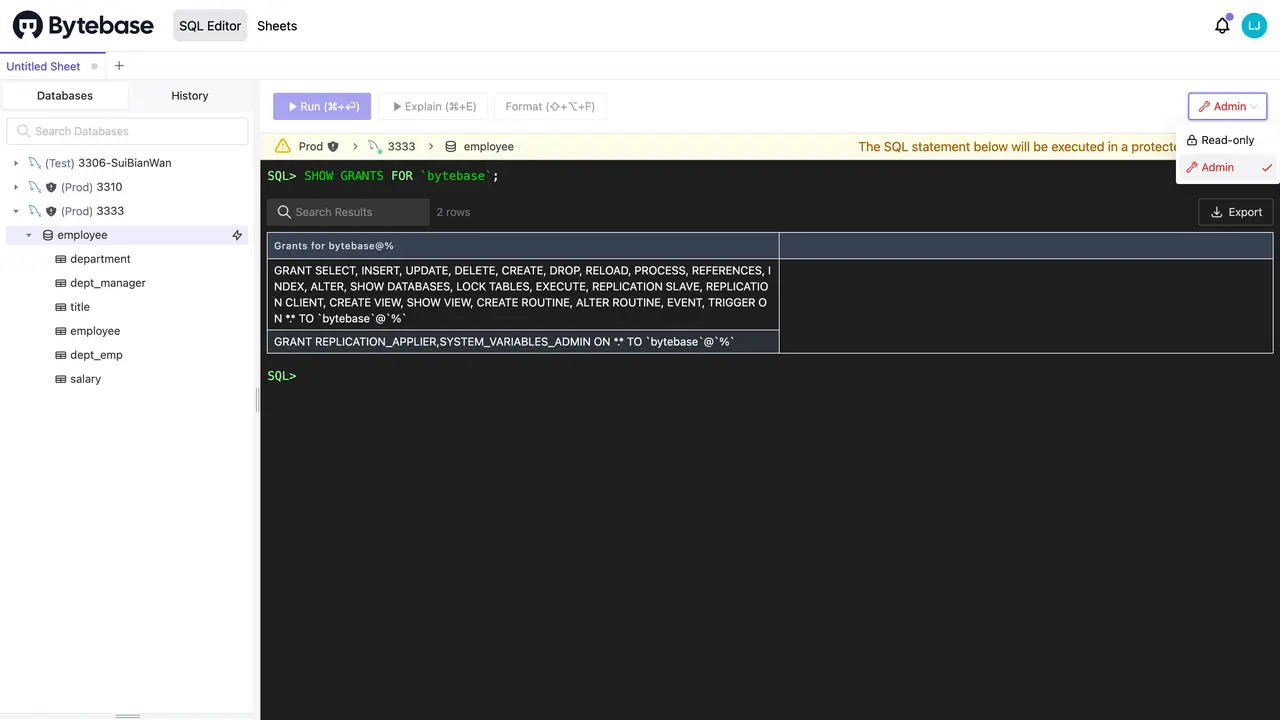 Bytebase
SQL Editor
Sheets
LJ
Untitled Sheet
Databases
History
Search Databases
(Test) 3306-SuiBianWan
(Prod) 3310
(Prod) 3333
employee
department
dept_manager
title
employee
dept_emp
salary
Run (⌘+⏎)
Explain (⌘+E)
Format (⇧+⌥+F)
Admin
Read-only
Admin
Prod
3333
employee
The SQL statement below will be executed in a protecte
SQL> SHOW GRANTS FOR `bytebase`;
Search Results
2 rows
Export
Grants for bytebase@%
GRANT SELECT, INSERT, UPDATE, DELETE, CREATE, DROP, RELOAD, PROCESS, REFERENCES, I
NDEX, ALTER, SHOW DATABASES, LOCK TABLES, EXECUTE, REPLICATION SLAVE, REPLICATIO
N CLIENT, CREATE VIEW, SHOW VIEW, CREATE ROUTINE, ALTER ROUTINE, EVENT, TRIGGER O
N *.* TO `bytebase`@`%`
GRANT REPLICATION_APPLIER,SYSTEM_VARIABLES_ADMIN ON *.* TO `bytebase`@`%`
SQL>